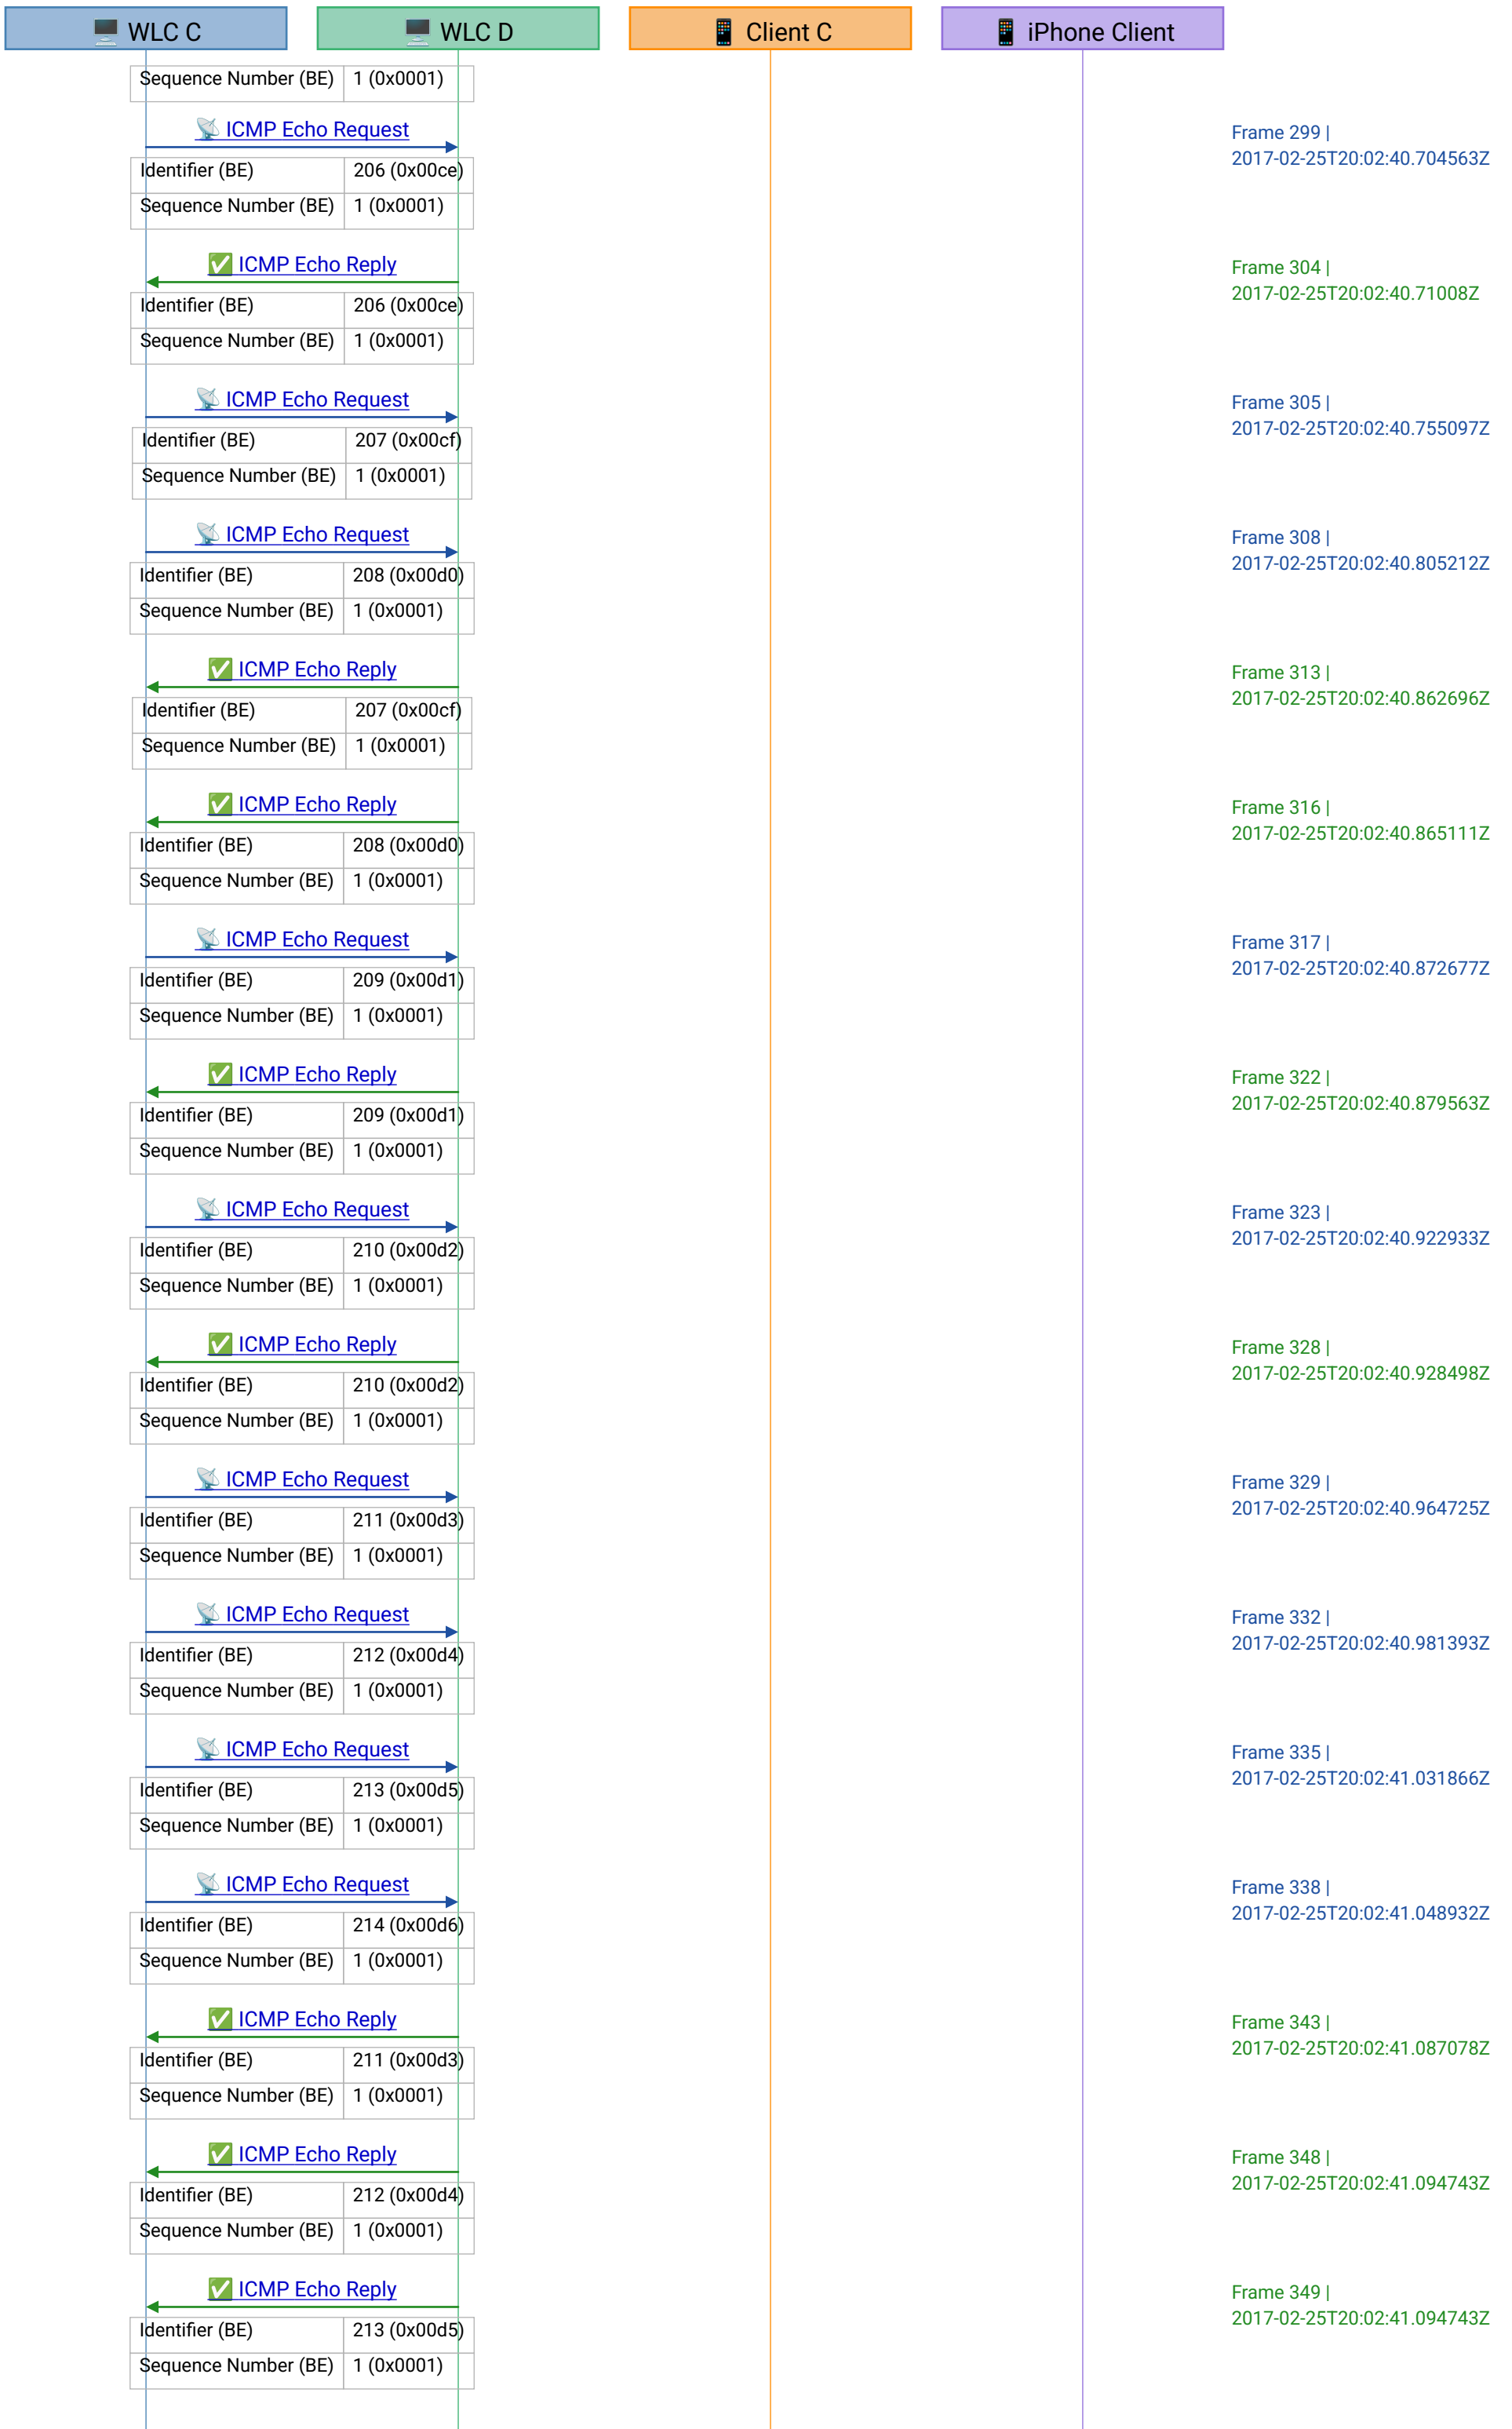 🖥️ WLC C
🖥️ WLC D
📱 Client C
📱 iPhone Client
Sequence Number (BE) 1 (0x0001)
📡 ICMP Echo Request
Frame 299 |
2017-02-25T20:02:40.704563Z
Identifier (BE) 206 (0x00ce)
Sequence Number (BE) 1 (0x0001)
✅ ICMP Echo Reply
Frame 304 |
2017-02-25T20:02:40.71008Z
Identifier (BE) 206 (0x00ce)
Sequence Number (BE) 1 (0x0001)
📡 ICMP Echo Request
Frame 305 |
2017-02-25T20:02:40.755097Z
Identifier (BE) 207 (0x00cf)
Sequence Number (BE) 1 (0x0001)
📡 ICMP Echo Request
Frame 308 |
2017-02-25T20:02:40.805212Z
Identifier (BE) 208 (0x00d0)
Sequence Number (BE) 1 (0x0001)
✅ ICMP Echo Reply
Frame 313 |
2017-02-25T20:02:40.862696Z
Identifier (BE) 207 (0x00cf)
Sequence Number (BE) 1 (0x0001)
✅ ICMP Echo Reply
Frame 316 |
2017-02-25T20:02:40.865111Z
Identifier (BE) 208 (0x00d0)
Sequence Number (BE) 1 (0x0001)
📡 ICMP Echo Request
Frame 317 |
2017-02-25T20:02:40.872677Z
Identifier (BE) 209 (0x00d1)
Sequence Number (BE) 1 (0x0001)
✅ ICMP Echo Reply
Frame 322 |
2017-02-25T20:02:40.879563Z
Identifier (BE) 209 (0x00d1)
Sequence Number (BE) 1 (0x0001)
📡 ICMP Echo Request
Frame 323 |
2017-02-25T20:02:40.922933Z
Identifier (BE) 210 (0x00d2)
Sequence Number (BE) 1 (0x0001)
✅ ICMP Echo Reply
Frame 328 |
2017-02-25T20:02:40.928498Z
Identifier (BE) 210 (0x00d2)
Sequence Number (BE) 1 (0x0001)
📡 ICMP Echo Request
Frame 329 |
2017-02-25T20:02:40.964725Z
Identifier (BE) 211 (0x00d3)
Sequence Number (BE) 1 (0x0001)
📡 ICMP Echo Request
Frame 332 |
2017-02-25T20:02:40.981393Z
Identifier (BE) 212 (0x00d4)
Sequence Number (BE) 1 (0x0001)
📡 ICMP Echo Request
Frame 335 |
2017-02-25T20:02:41.031866Z
Identifier (BE) 213 (0x00d5)
Sequence Number (BE) 1 (0x0001)
📡 ICMP Echo Request
Frame 338 |
2017-02-25T20:02:41.048932Z
Identifier (BE) 214 (0x00d6)
Sequence Number (BE) 1 (0x0001)
✅ ICMP Echo Reply
Frame 343 |
2017-02-25T20:02:41.087078Z
Identifier (BE) 211 (0x00d3)
Sequence Number (BE) 1 (0x0001)
✅ ICMP Echo Reply
Frame 348 |
2017-02-25T20:02:41.094743Z
Identifier (BE) 212 (0x00d4)
Sequence Number (BE) 1 (0x0001)
✅ ICMP Echo Reply
Frame 349 |
2017-02-25T20:02:41.094743Z
Identifier (BE) 213 (0x00d5)
Sequence Number (BE) 1 (0x0001)